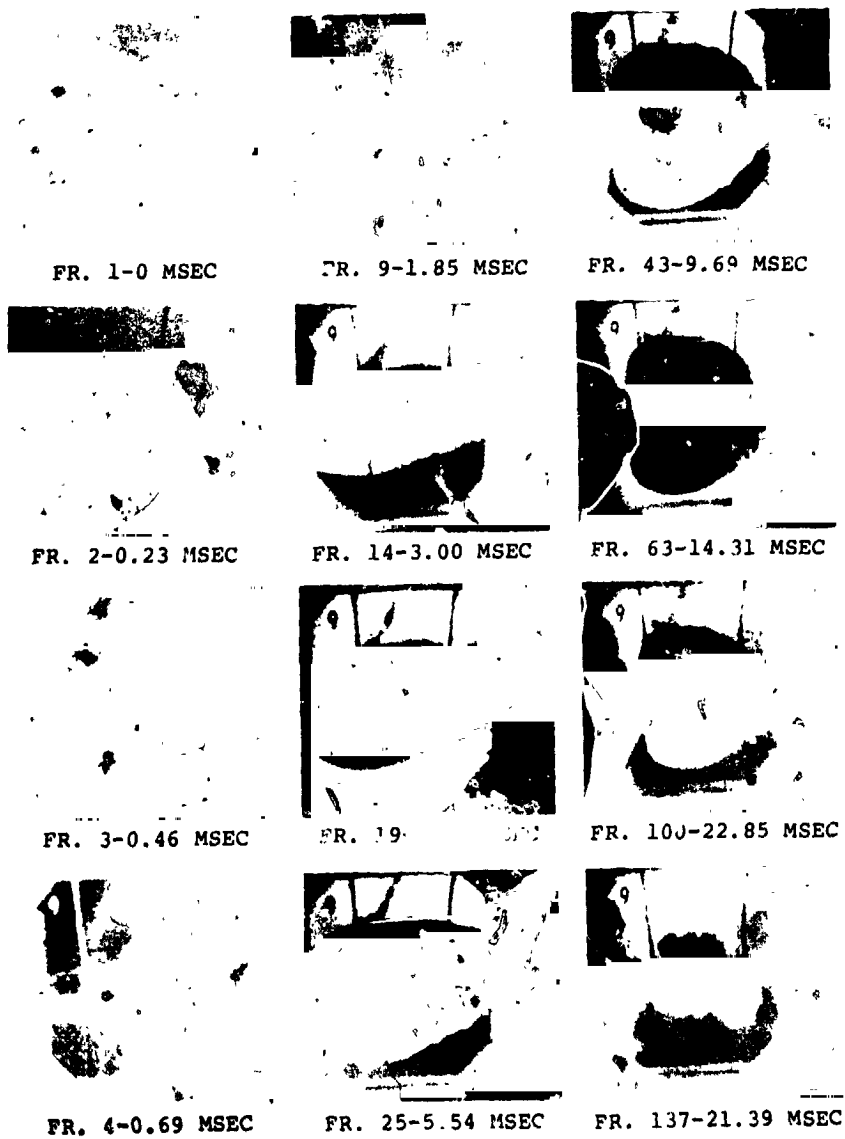 FR. 1-0 MSEC
FR. 9-1.85 MSEC
FR. 43-9.69 MSEC
FR. 2-0.23 MSEC
FR. 14-3.00 MSEC
FR. 63-14.31 MSEC
FR. 3-0.46 MSEC
FR. 19-
FR. 100-22.85 MSEC
FR. 4-0.69 MSEC
FR. 25-5.54 MSEC
FR. 137-21.39 MSEC